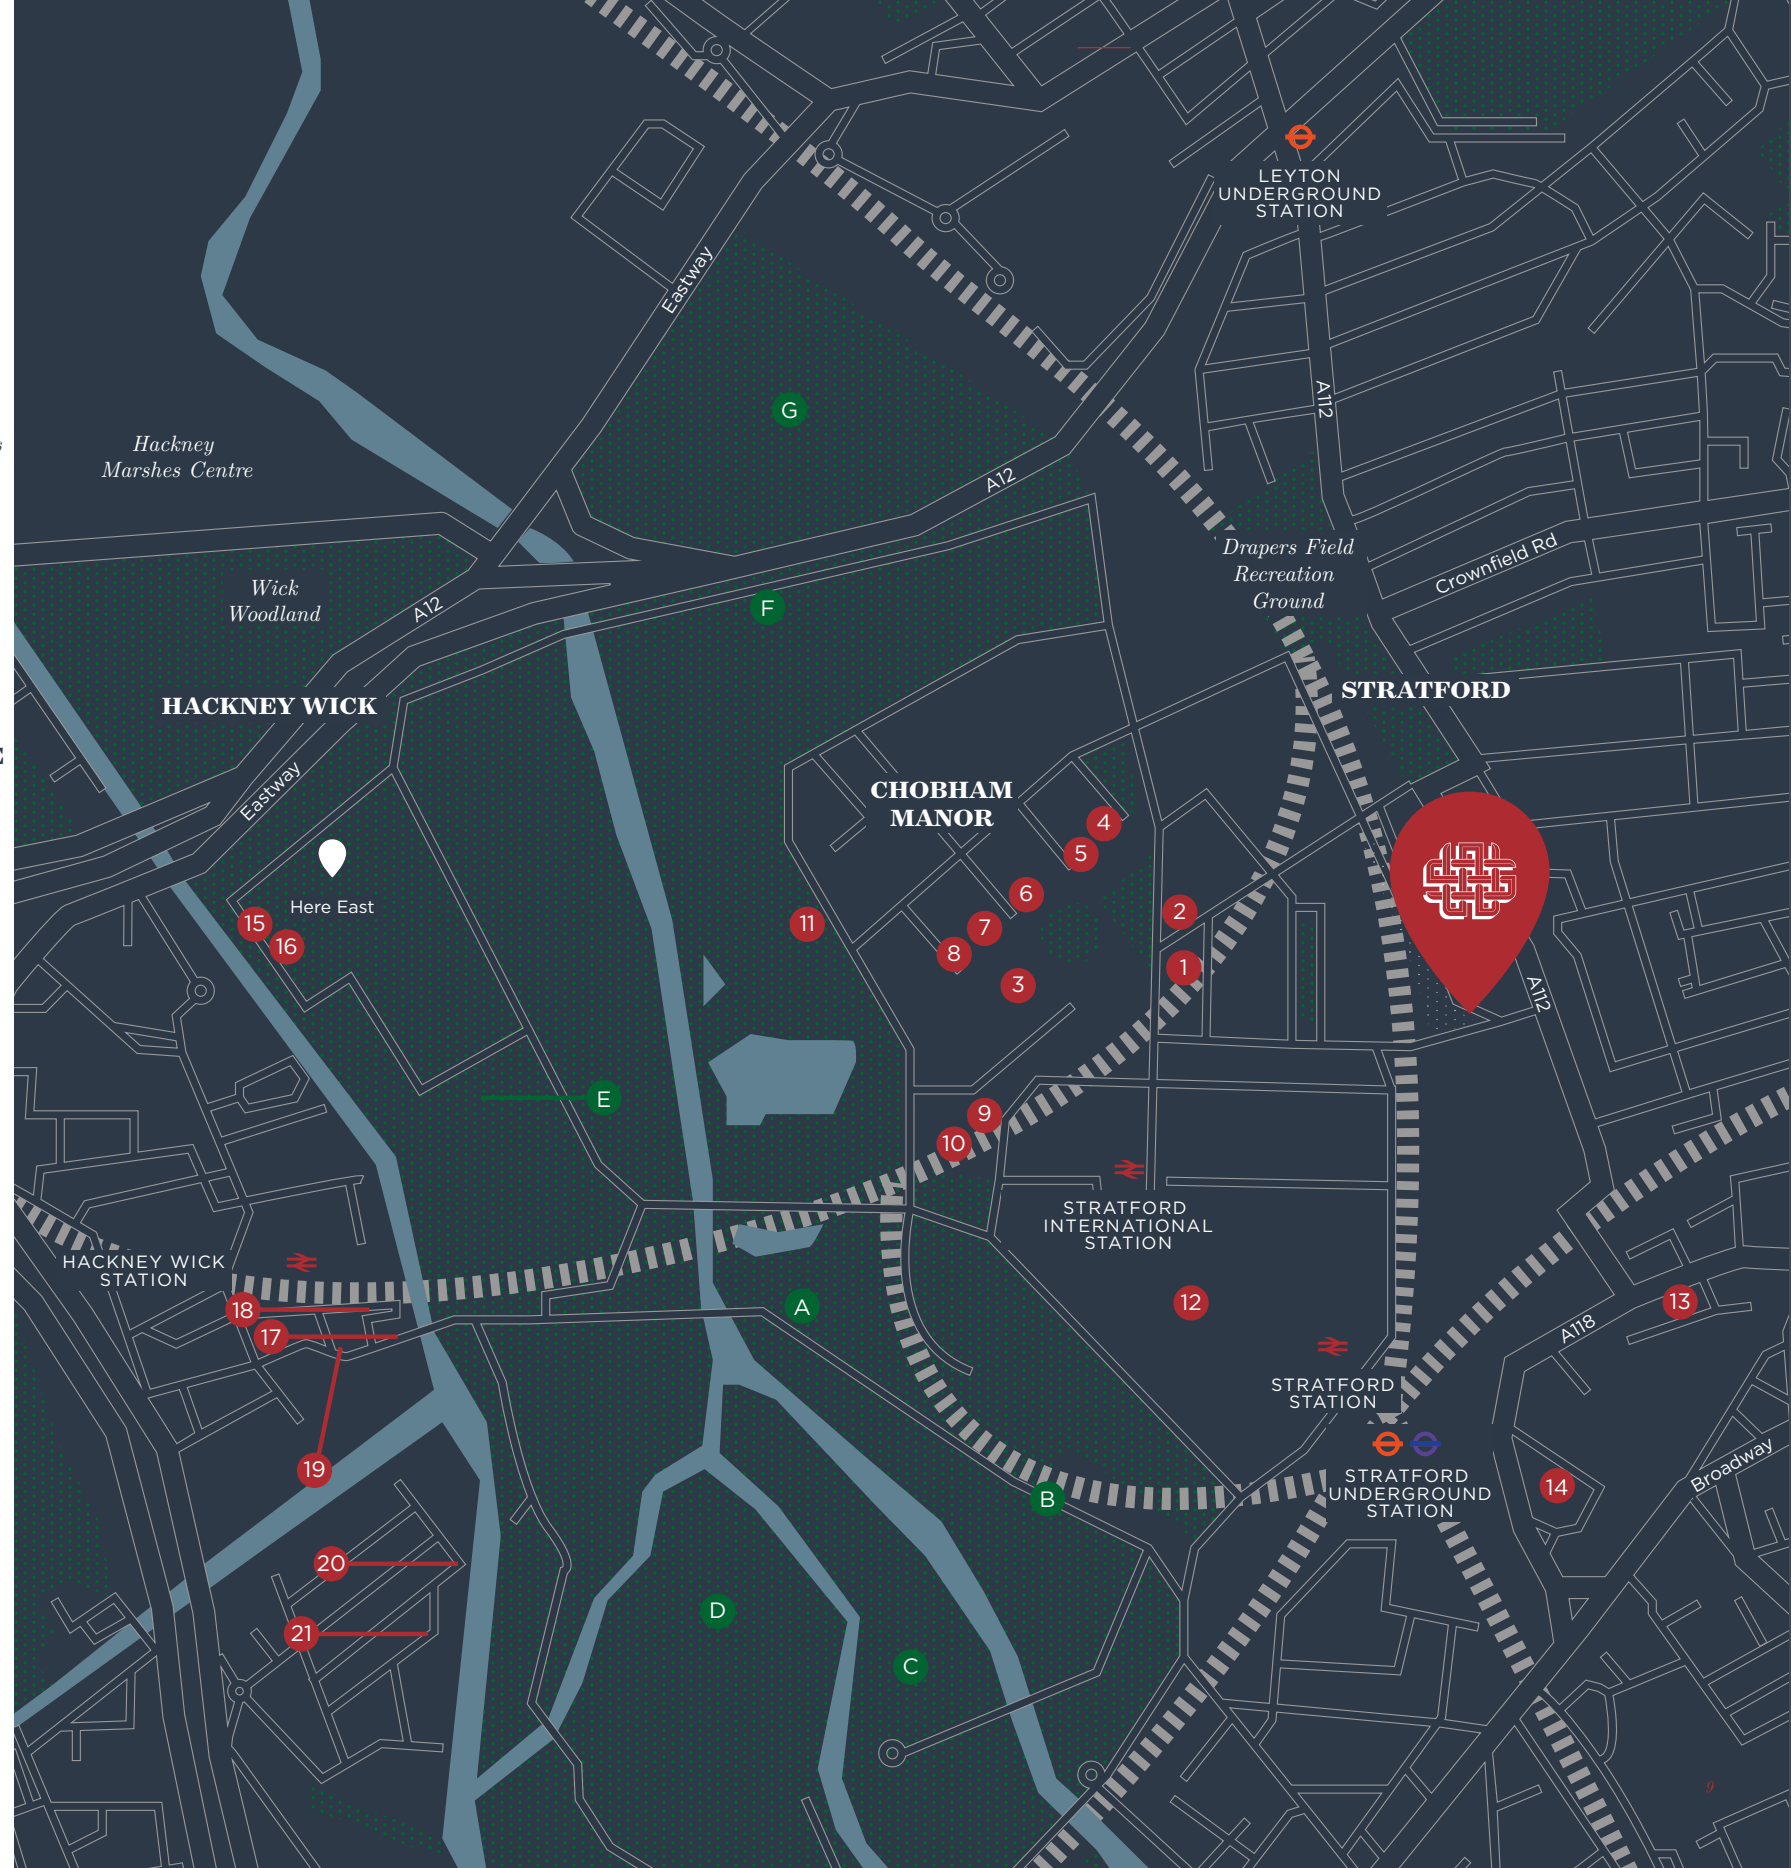 LEYTON
UNDERGROUND
STATION
Eastway
A112
G
Hackney
Marshes Centre
A12
Drapers Field
Recreation
Ground
Crownfield Rd
Wick
Woodland
A12
F
HACKNEY WICK
STRATFORD
Eastway
CHOBHAM
MANOR
4
5
Here East
6
2
15
16
11
7
8
1
3
A112
E
9
10
STRATFORD
INTERNATIONAL
STATION
HACKNEY WICK
STATION
18
17
A
12
13
A118
STRATFORD
STATION
19
B
STRATFORD
UNDERGROUND
STATION
14
Broadway
20
21
D
C
9